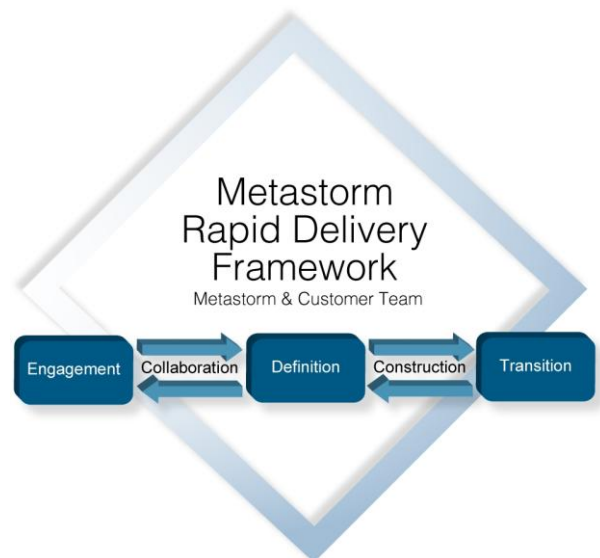 Metastorm
Rapid Delivery
Framework
Metastorm & Customer Team
Engagement
Collaboration
Definition
Construction
Transition